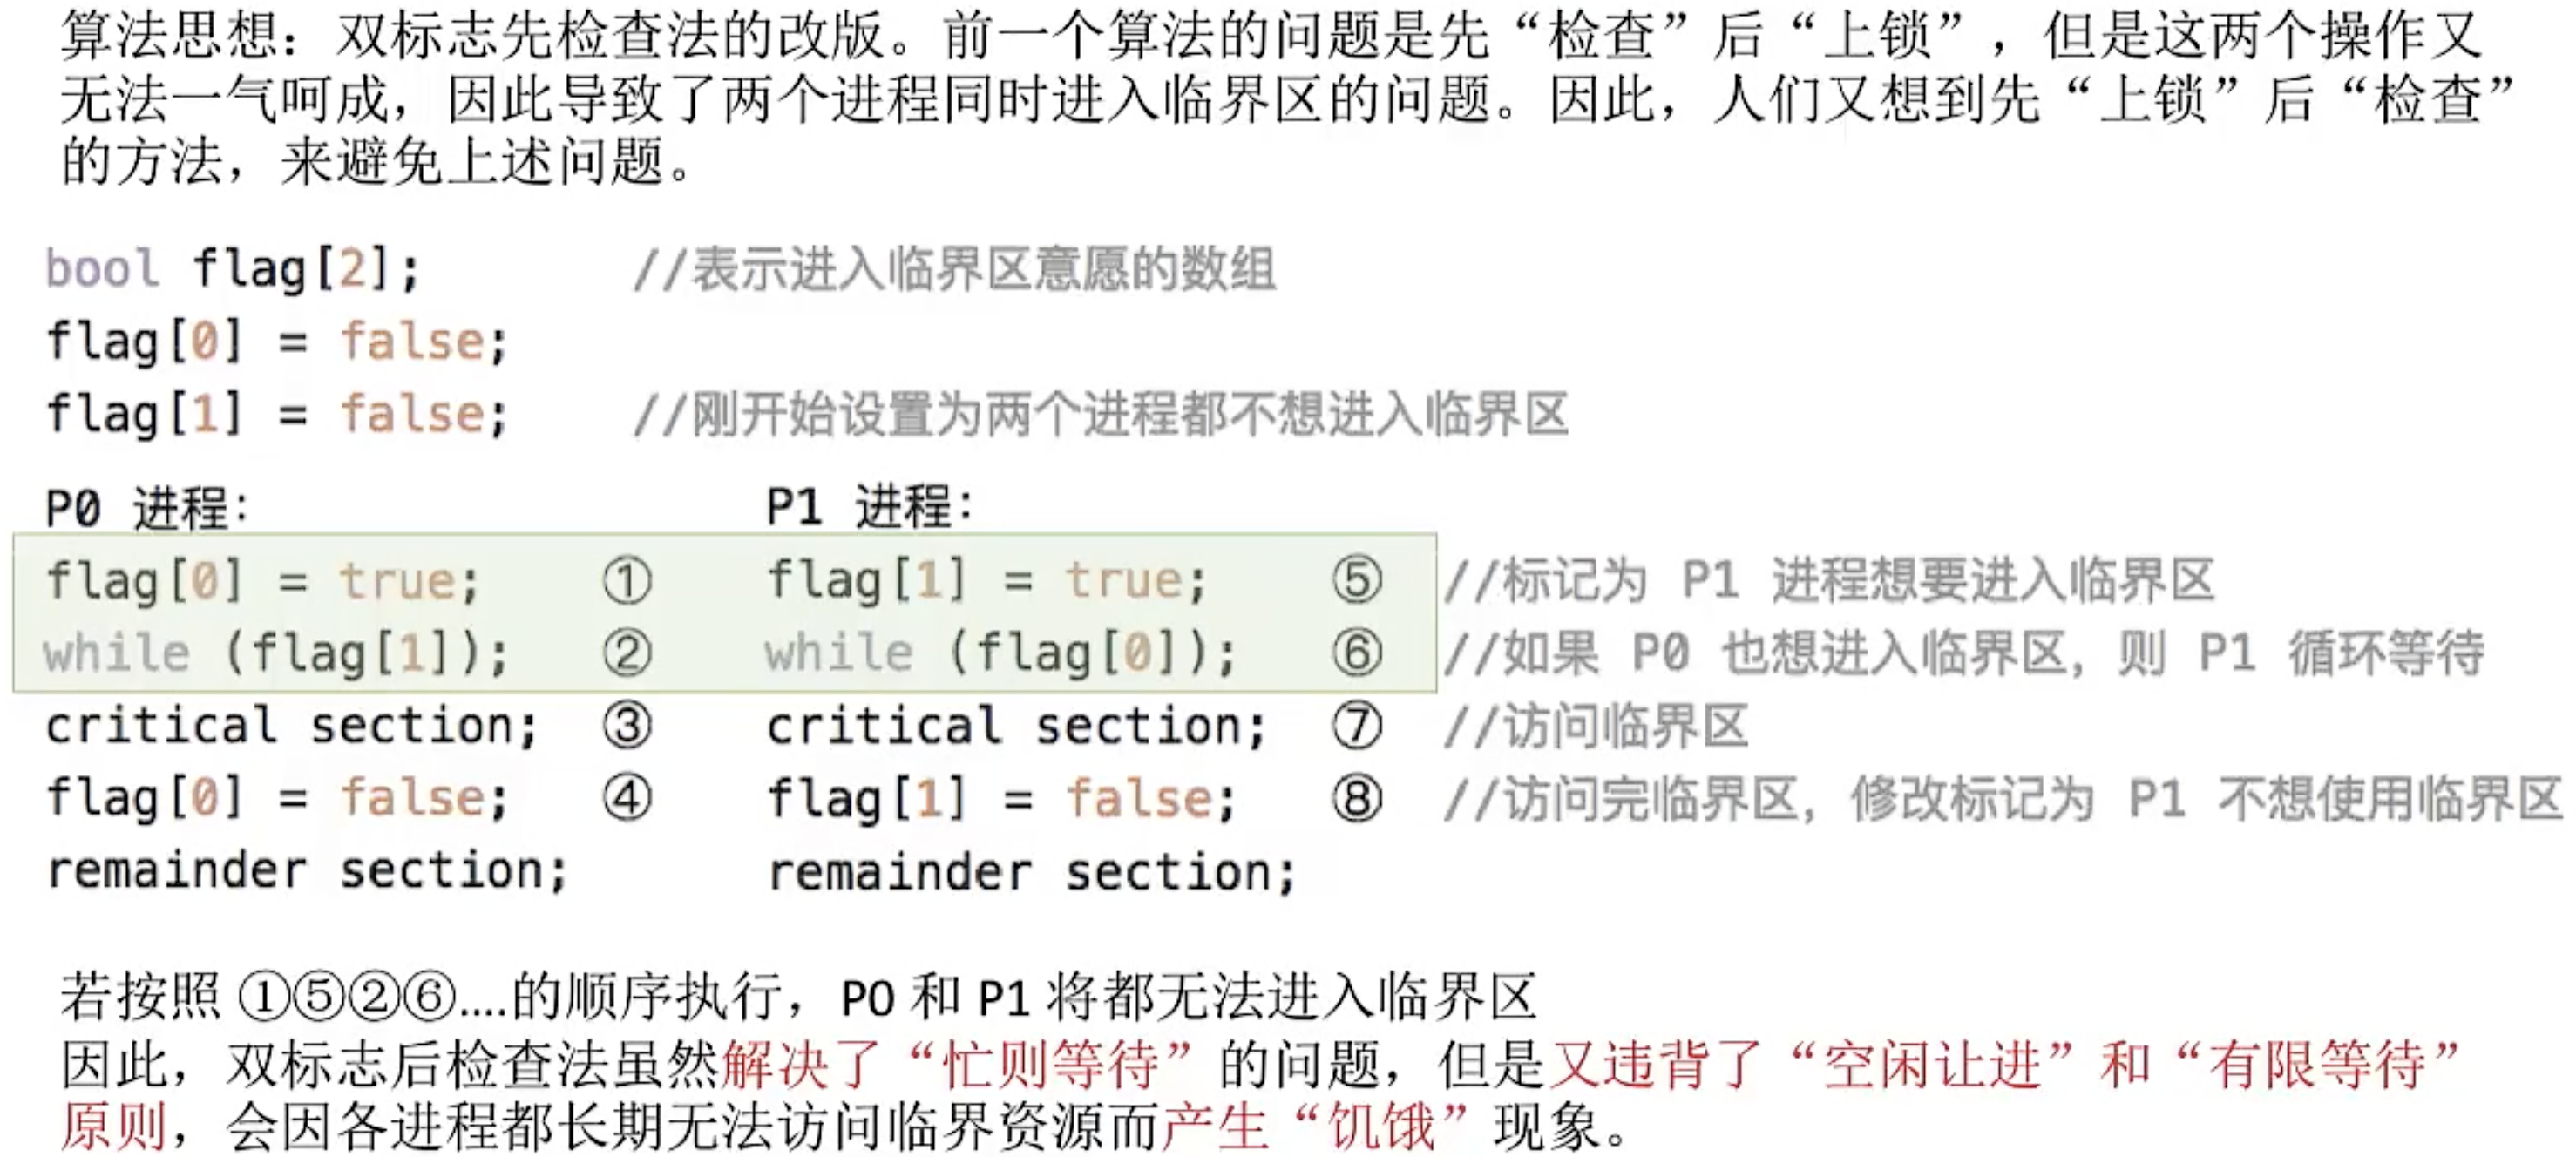 算法思想：双标志先检查法的改版。前一个算法的问题是先“检查”后“上锁”，但是这两个操作又
无法一气呵成，因此导致了两个进程同时进入临界区的问题。因此，人们又想到先“上锁”后“检查”
的方法，来避免上述问题。
bool flag[2]; //表示进入临界区意愿的数组
flag[0] = false;
flag[1] = false; //刚开始设置为两个进程都不想进入临界区
P0 进程： P1 进程：
flag[0] = true; ① flag[1] = true; ⑤ //标记为 P1 进程想要进入临界区
while (flag[1]); ② while (flag[0]); ⑥ //如果 P0 也想进入临界区，则 P1 循环等待
critical section; ③ critical section; ⑦ //访问临界区
flag[0] = false; ④ flag[1] = false; ⑧ //访问完临界区，修改标记为 P1 不想使用临界区
remainder section; remainder section;
若按照 ①⑤②⑥....的顺序执行，P0 和 P1 将都无法进入临界区
因此，双标志后检查法虽然解决了“忙则等待”的问题，但是又违背了“空闲让进”和“有限等待”
原则，会因各进程都长期无法访问临界资源而产生“饥饿”现象。